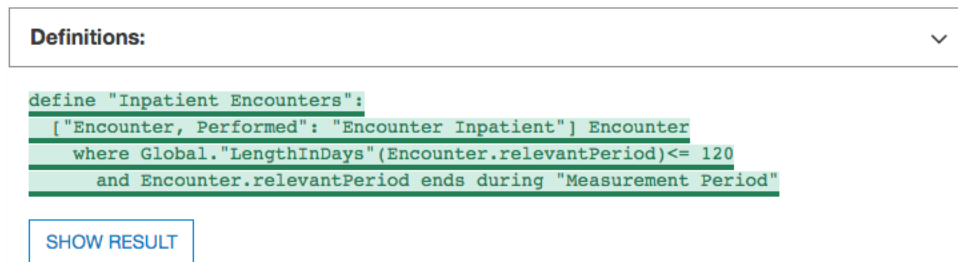 Definitions:
define "Inpatient Encounters":
["Encounter, Performed": "Encounter Inpatient"] Encounter
where Global."LengthInDays"(Encounter.relevantPeriod)<= 120
and Encounter.relevantPeriod ends during "Measurement Period"
SHOW RESULT